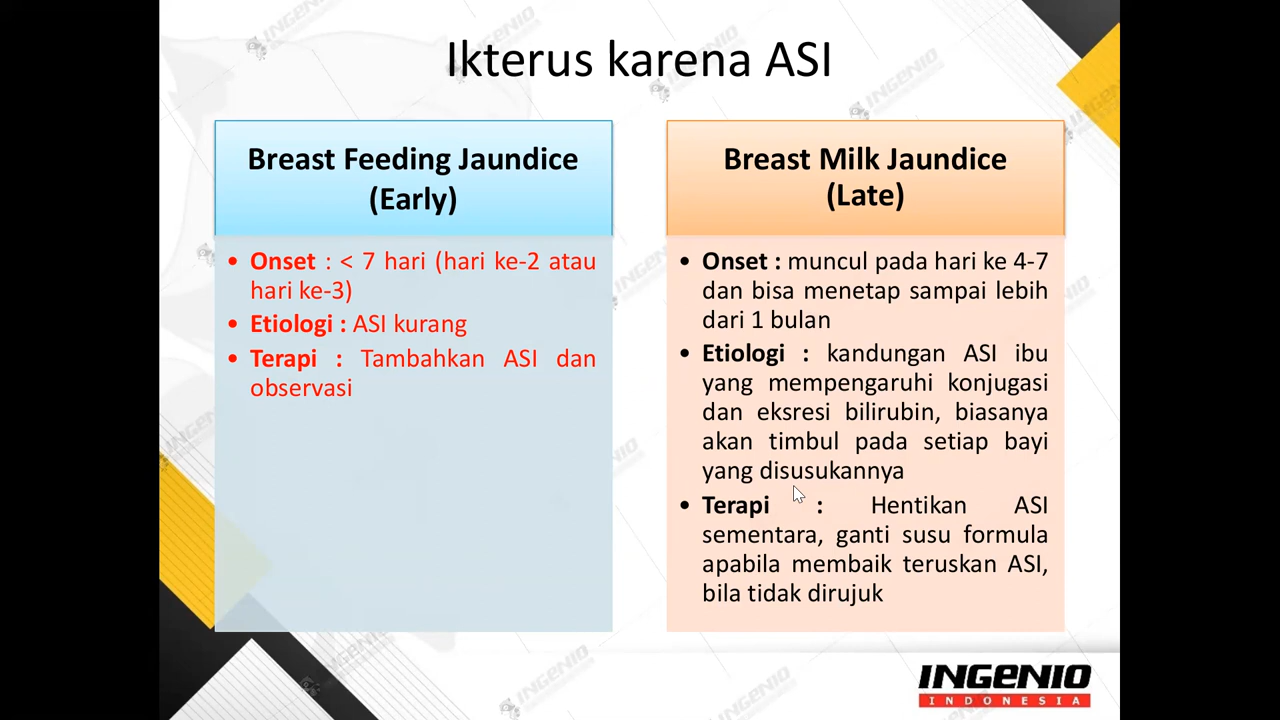 Ikterus karena ASI
Breast Feeding Jaundice
(Early)
• Onset : < 7 hari (hari ke-2 atau
hari ke-3)
• Etiologi : ASI kurang
• Terapi : Tambahkan ASI dan
observasi
Breast Milk Jaundice
(Late)
• Onset : muncul pada hari ke 4-7
dan bisa menetap sampai lebih
dari 1 bulan
• Etiologi : kandungan ASI ibu
yang mempengaruhi konjugasi
dan eksresi bilirubin, biasanya
akan timbul pada setiap bayi
yang disusukannya
• Terapi : Hentikan ASI
sementara, ganti susu formula
apabila membaik teruskan ASI,
bila tidak dirujuk
INGENIO
INDONESIA